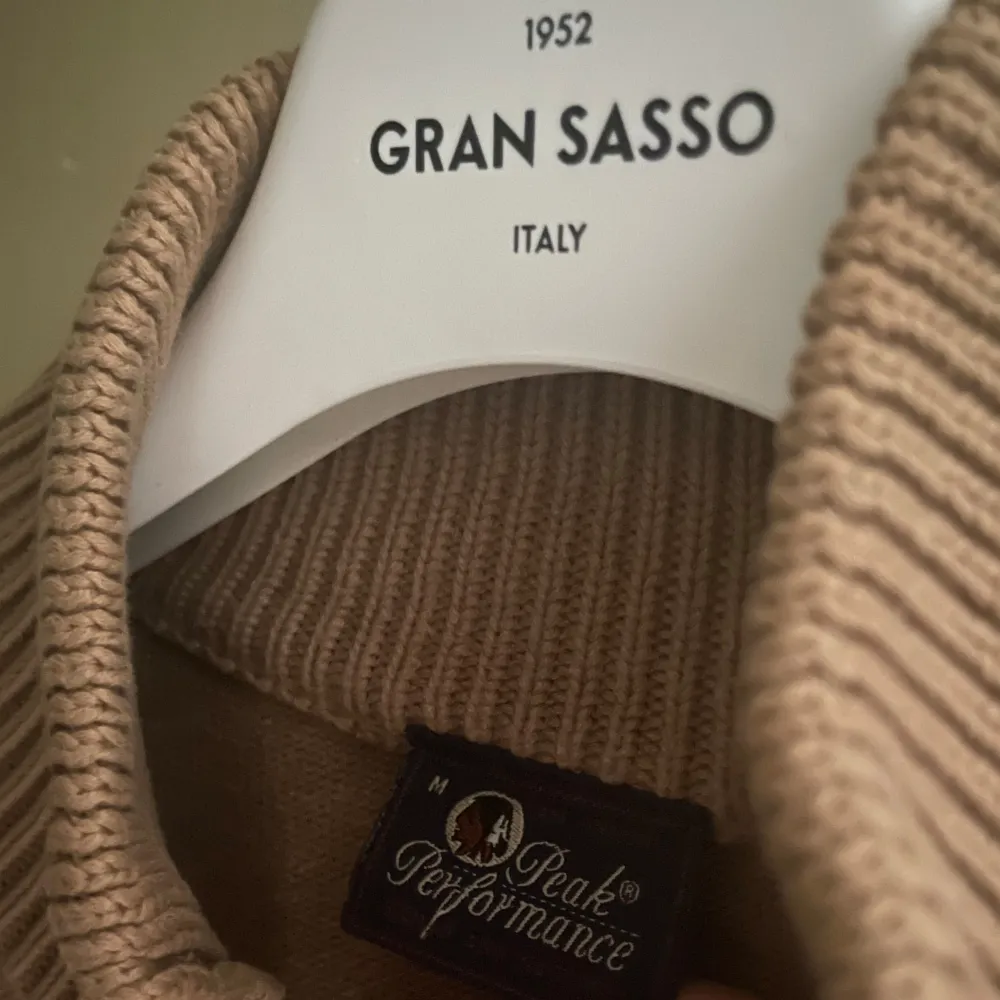 1952
GRAN SASSO
ITALY
M
Peak®
Performance